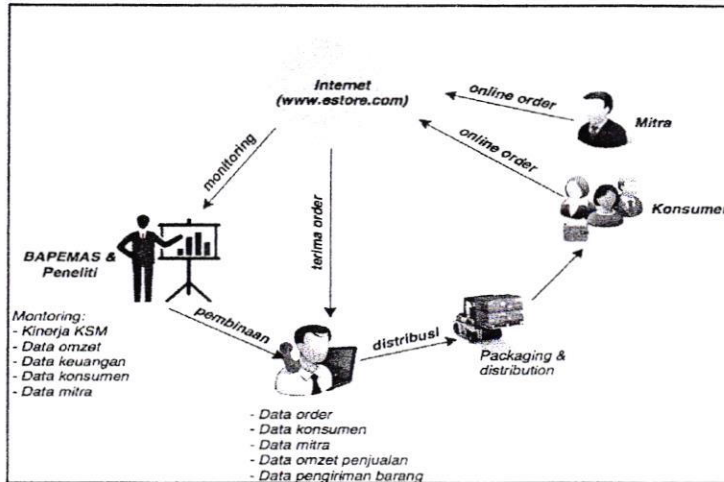 Internet
(www.estore.com)
online order
Mitra
online order
Konsumen
monitoring
terima order
BAPEMAS &
Peneliti
Montoring:
- Kinerja KSM
- Data omzet
- Data keuangan
- Data konsumen
- Data mitra
pembinaan
distribusi
Packaging &
distribution
- Data order
- Data konsumen
- Data mitra
- Data omzet penjualan
- Data pengiriman barang